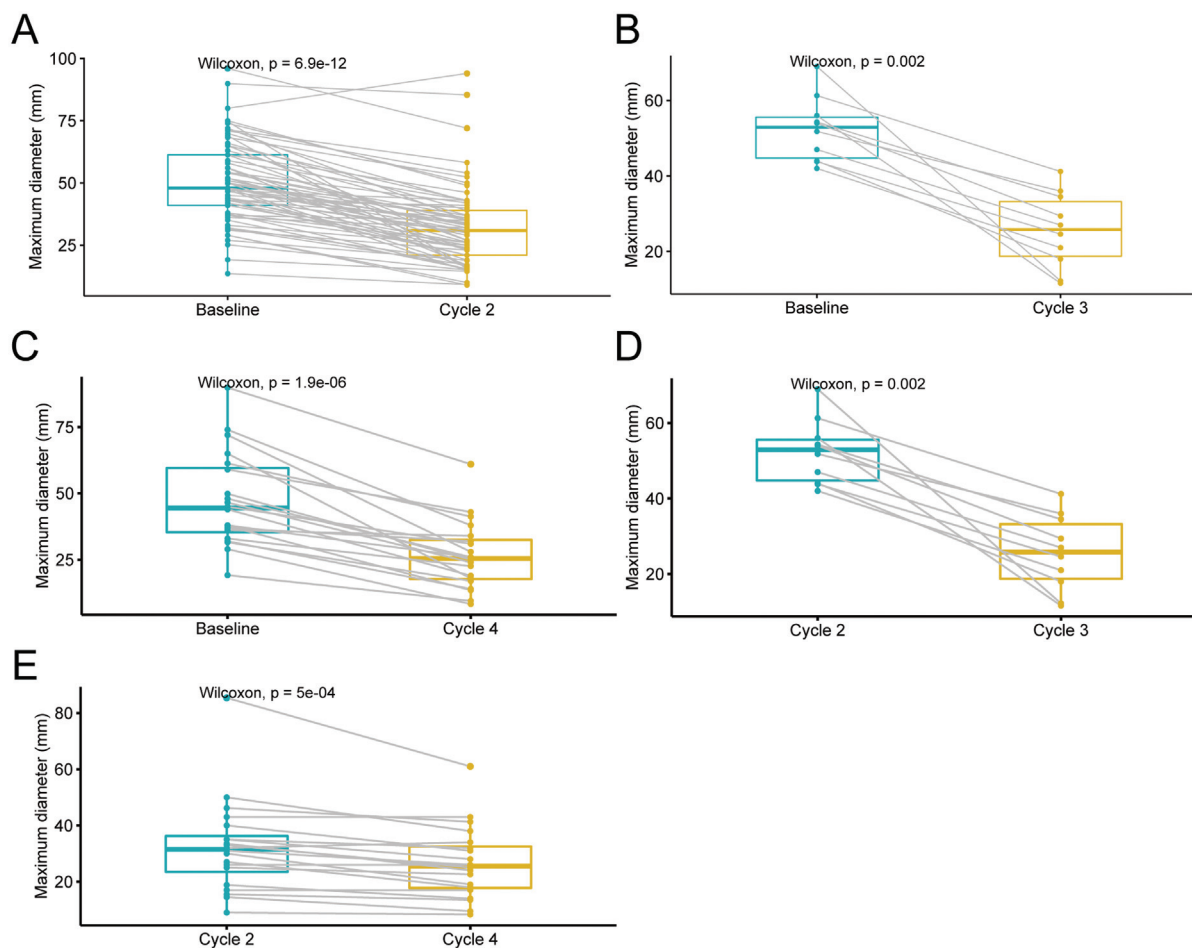 A
Wilcoxon, p = 6.9e-12
Maximum diameter (mm)
100
75
50
25
Baseline
Cycle 2
B
Wilcoxon, p = 0.002
Maximum diameter (mm)
60
40
20
Baseline
Cycle 3
C
Wilcoxon, p = 1.9e-06
Maximum diameter (mm)
75
50
25
Baseline
Cycle 4
D
Wilcoxon, p = 0.002
Maximum diameter (mm)
60
40
20
Cycle 2
Cycle 3
E
Wilcoxon, p = 5e-04
Maximum diameter (mm)
80
60
40
20
Cycle 2
Cycle 4